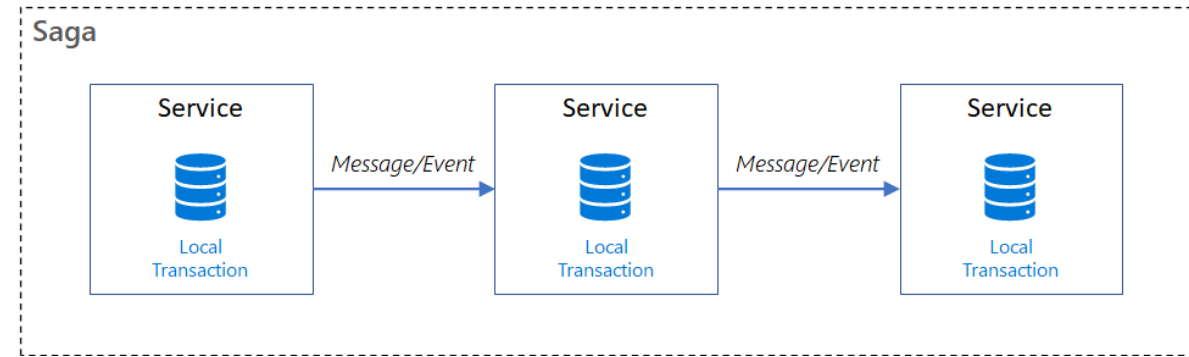 Saga
Service
Message/Event
Service
Message/Event
Service
Local
Transaction
Local
Transaction
Local
Transaction